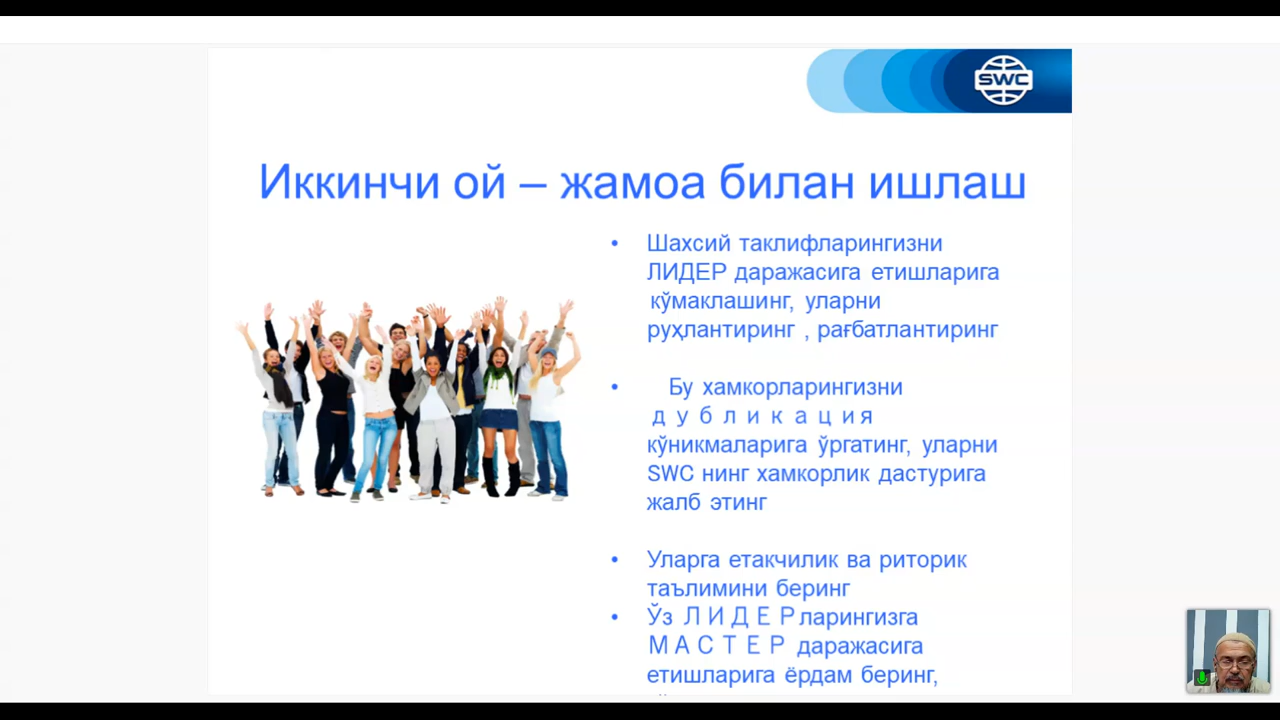 SWC
Иккинчи ой – жамоа билан ишлаш
• Шахсий таклифларингизни
ЛИДЕР даражасига етишларига
кўмаклашинг, уларни
руҳлантиринг , рағбатлантиринг
• Бу хамкорларингизни
д у б л и к а ц и я
кўникмаларига ўргатинг, уларни
SWC нинг хамкорлик дастурига
жалб этинг
• Уларга етакчилик ва риторик
таълимини беринг
• Ўз Л И Д Е Р ларингизга
М А С Т Е Р даражасига
етишларига ёрдам беринг,